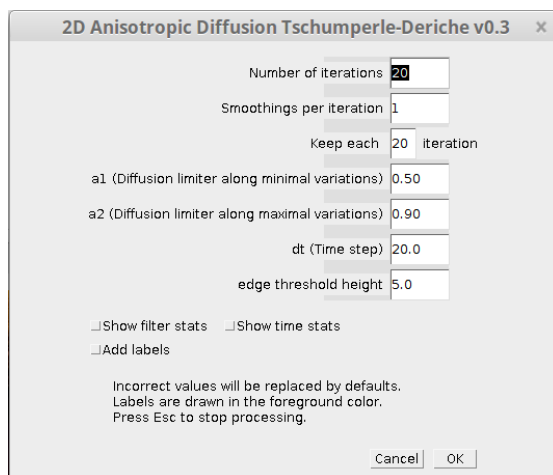 2D Anisotropic Diffusion Tschumperle-Deriche v0.3 ×
Number of iterations 20
Smoothings per iteration 1
Keep each 20 iteration
a1 (Diffusion limiter along minimal variations) 0.50
a2 (Diffusion limiter along maximal variations) 0.90
dt (Time step) 20.0
edge threshold height 5.0
Show filter stats Show time stats
Add labels
Incorrect values will be replaced by defaults.
Labels are drawn in the foreground color.
Press Esc to stop processing.
Cancel OK